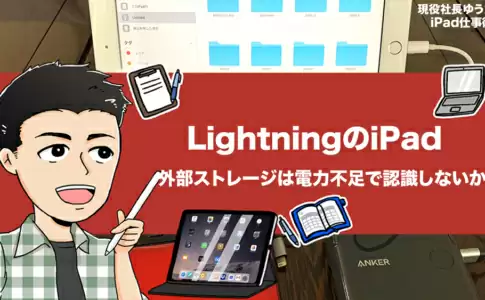 現役社長ゆう
iPad仕事術
LightningのiPad
外部ストレージは電力不足で認識しないか
ANKER